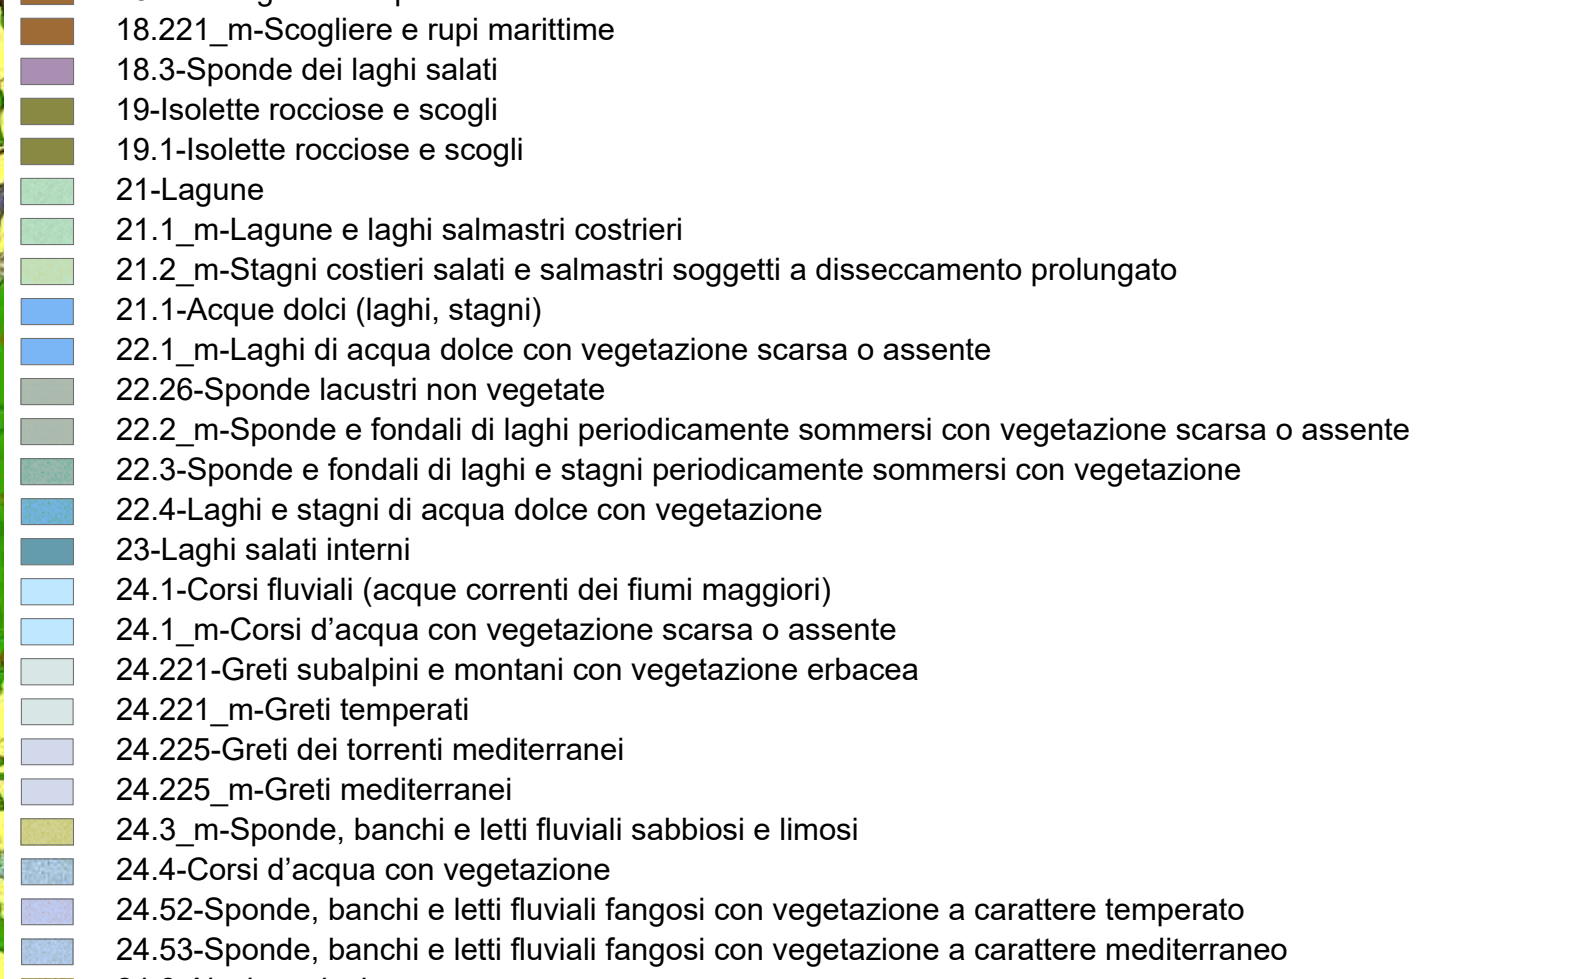 18.221_m-Scogliere e rupi marittime
18.3-Sponde dei laghi salati
19-Isolette rocciose e scogli
19.1-Isolette rocciose e scogli
21-Lagune
21.1_m-Lagune e laghi salmastri costrieri
21.2_m-Stagni costieri salati e salmastri soggetti a disseccamento prolungato
21.1-Acque dolci (laghi, stagni)
22.1_m-Laghi di acqua dolce con vegetazione scarsa o assente
22.26-Sponde lacustri non vegetate
22.2_m-Sponde e fondali di laghi periodicamente sommersi con vegetazione scarsa o assente
22.3-Sponde e fondali di laghi e stagni periodicamente sommersi con vegetazione
22.4-Laghi e stagni di acqua dolce con vegetazione
23-Laghi salati interni
24.1-Corsi fluviali (acque correnti dei fiumi maggiori)
24.1_m-Corsi d’acqua con vegetazione scarsa o assente
24.221-Greti subalpini e montani con vegetazione erbacea
24.221_m-Greti temperati
24.225-Greti dei torrenti mediterranei
24.225_m-Greti mediterranei
24.3_m-Sponde, banchi e letti fluviali sabbiosi e limosi
24.4-Corsi d’acqua con vegetazione
24.52-Sponde, banchi e letti fluviali fangosi con vegetazione a carattere temperato
24.53-Sponde, banchi e letti fluviali fangosi con vegetazione a carattere mediterraneo